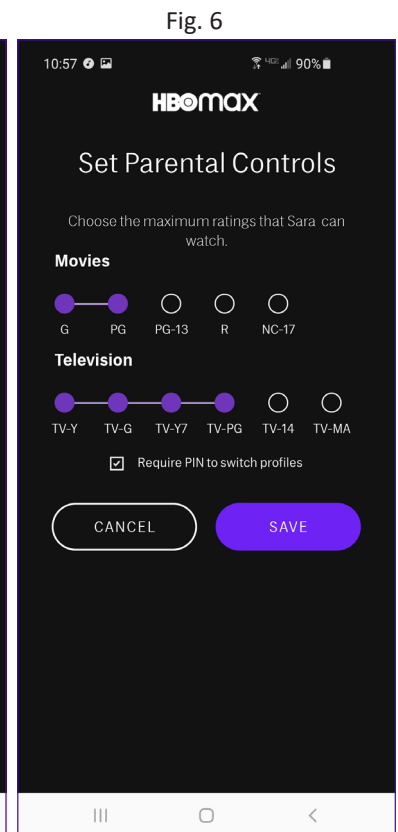 Fig. 6
10:57 90%
HBOmax
Set Parental Controls
Choose the maximum ratings that Sara can
watch.
Movies
G PG PG-13 R NC-17
Television
TV-Y TV-G TV-Y7 TV-PG TV-14 TV-MA
Require PIN to switch profiles
CANCEL SAVE